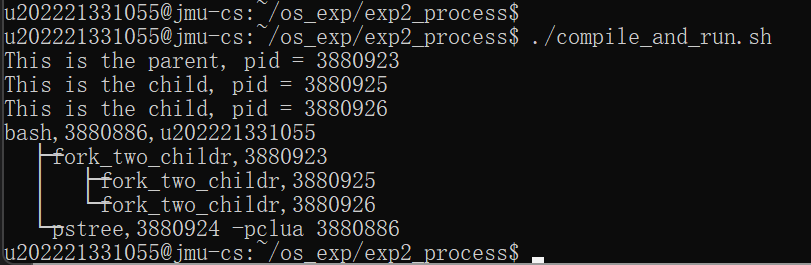 u202221331055@jmu-cs:~/os_exp/exp2_process$
u202221331055@jmu-cs:~/os_exp/exp2_process$ ./compile_and_run.sh
This is the parent, pid = 3880923
This is the child, pid = 3880925
This is the child, pid = 3880926
bash,3880886,u202221331055
├─fork_two_childr,3880923
│   ├─fork_two_childr,3880925
│   └─fork_two_childr,3880926
└─pstree,3880924 -pclua 3880886
u202221331055@jmu-cs:~/os_exp/exp2_process$